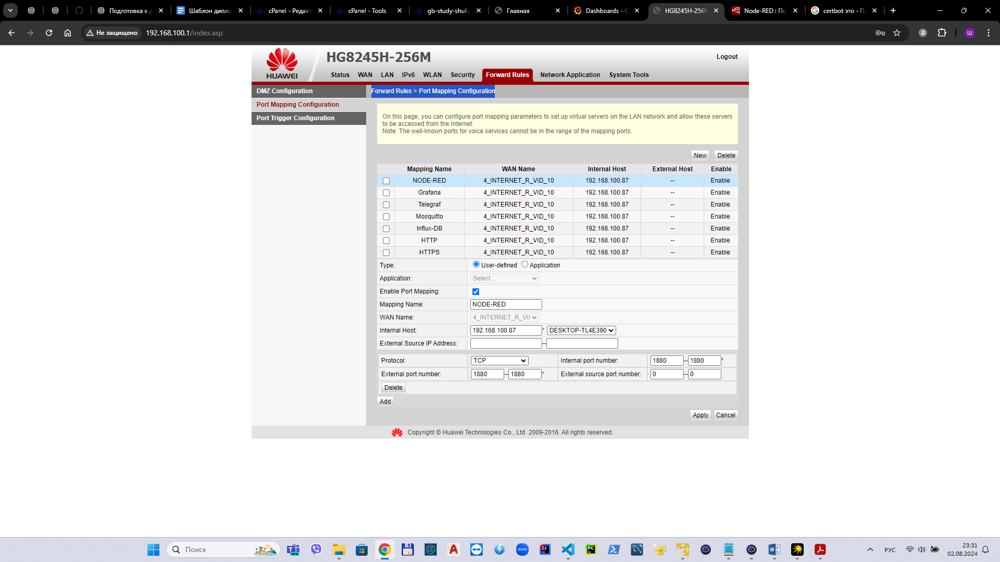 Подготовка к д
Шаблон дипло
cPanel - Редакт
cPanel - Tools
gb-study-shulia
Главная
Dashboards - G
HG8245H-256M
Node-RED : По
certbot это - По
Не защищено
192.168.100.1/index.asp
Ш
HUAWEI
HG8245H-256M
Logout
Status WAN LAN IPv6 WLAN Security Forward Rules Network Application System Tools
DMZ Configuration
Port Mapping Configuration
Port Trigger Configuration
Forward Rules > Port Mapping Configuration
On this page, you can configure port mapping parameters to set up virtual servers on the LAN network and allow these servers
to be accessed from the Internet.
Note: The well-known ports for voice services cannot be in the range of the mapping ports.
New Delete
Mapping Name WAN Name Internal Host External Host Enable
NODE-RED 4_INTERNET_R_VID_10 192.168.100.87 -- Enable
Grafana 4_INTERNET_R_VID_10 192.168.100.87 -- Enable
Telegraf 4_INTERNET_R_VID_10 192.168.100.87 -- Enable
Mosquitto 4_INTERNET_R_VID_10 192.168.100.87 -- Enable
Influx-DB 4_INTERNET_R_VID_10 192.168.100.87 -- Enable
HTTP 4_INTERNET_R_VID_10 192.168.100.87 -- Enable
HTTPS 4_INTERNET_R_VID_10 192.168.100.87 -- Enable
Type: User-defined Application
Application: Select...
Enable Port Mapping:
Mapping Name: NODE-RED
WAN Name: 4_INTERNET_R_VII
Internal Host: 192.168.100.87 * DESKTOP-TL4E390
External Source IP Address: --
Protocol: TCP Internal port number: 1880 -- 1880 *
External port number: 1880 -- 1880 * External source port number: 0 -- 0
Delete
Add
Apply Cancel
Copyright © Huawei Technologies Co., Ltd. 2009-2016. All rights reserved.
Поиск
NEW
zoom
IJ
PC
W
РУС
23:31
02.08.2024